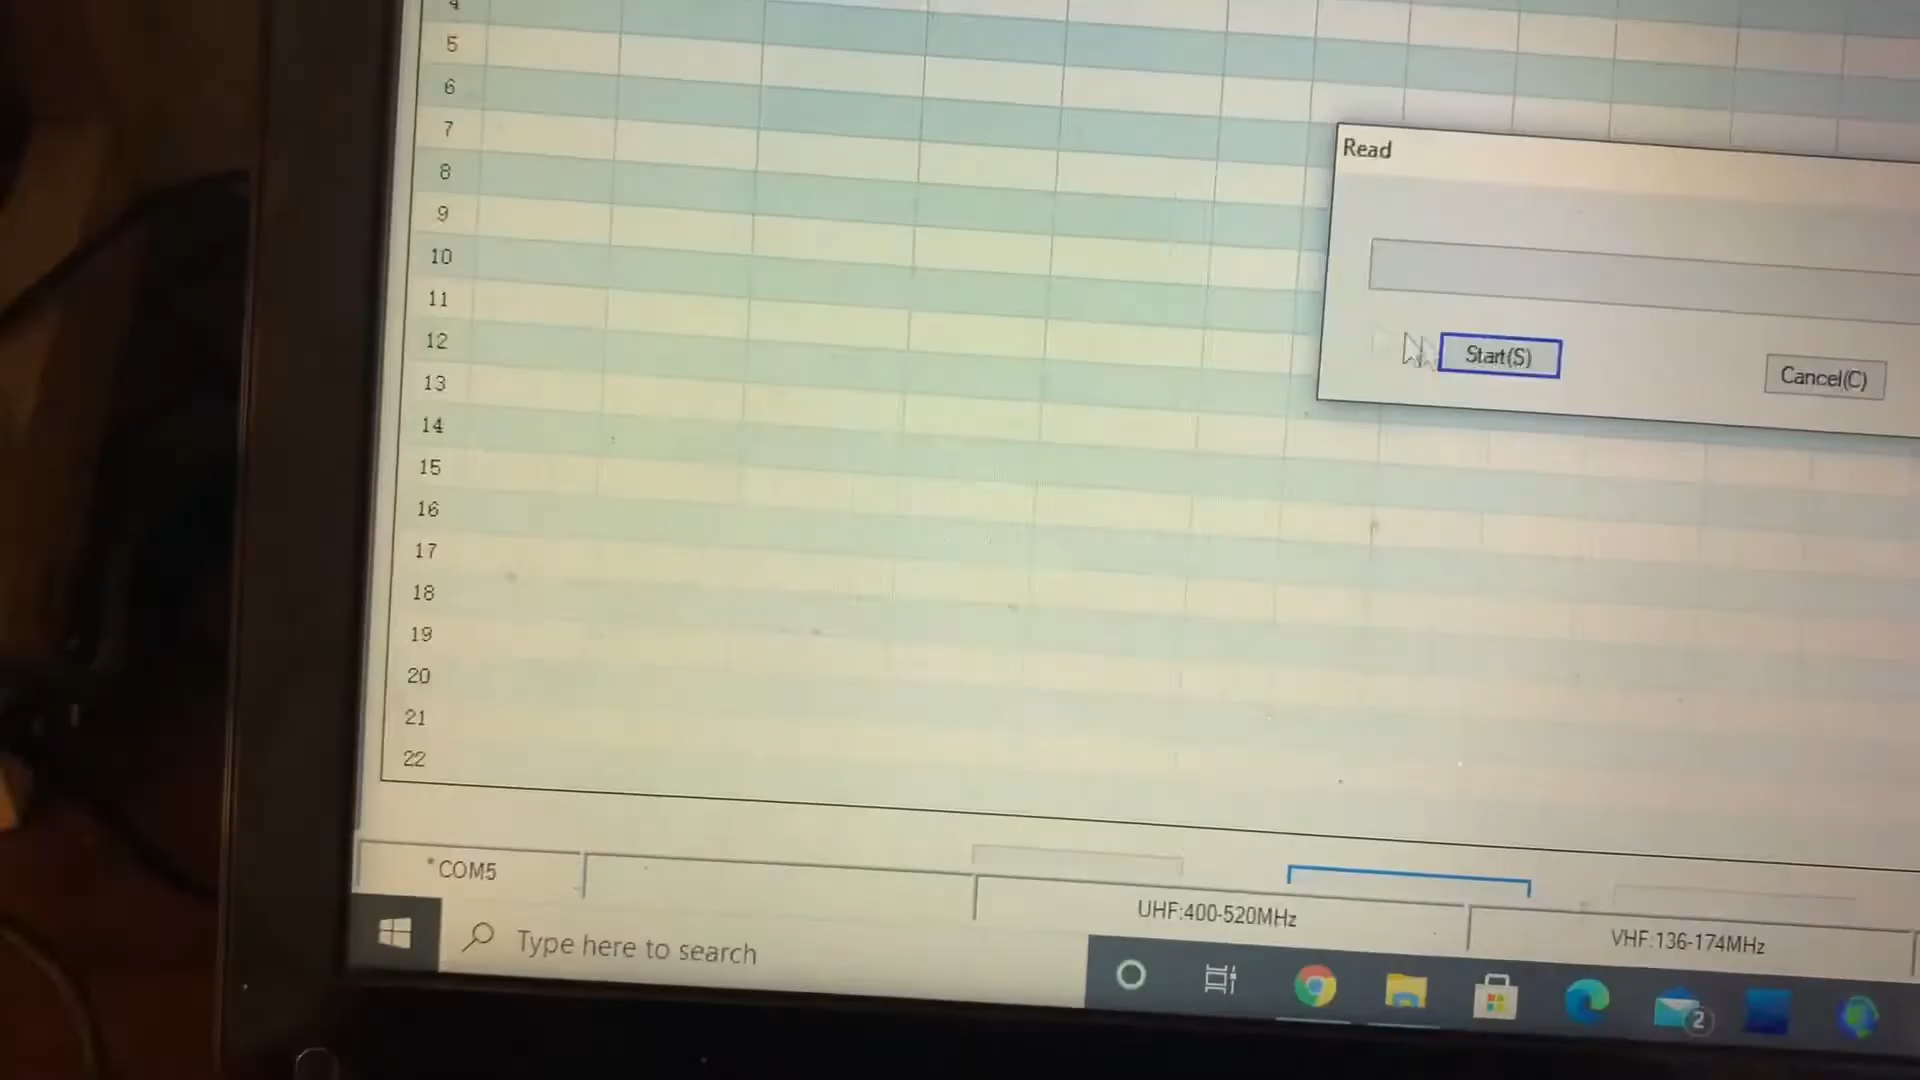 4
5
6
7
8
9
10
11
12
13
14
15
16
17
18
19
20
21
22
Read
Start(S)
Cancel(C)
*COM5
UHF:400-520MHz
VHF:136-174MHz
Type here to search
2